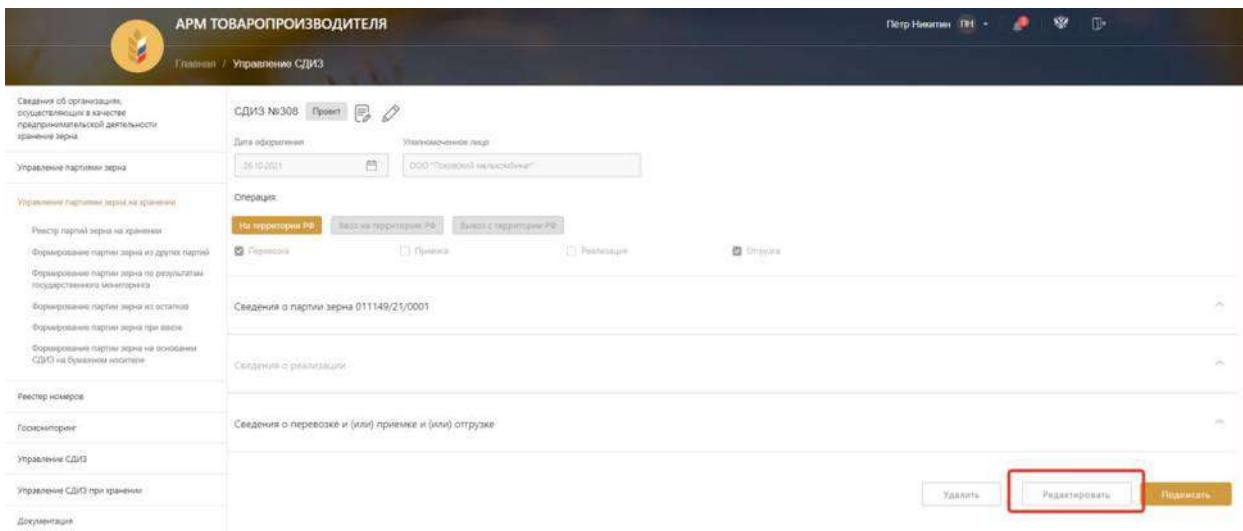 АРМ ТОВАРОПРОИЗВОДИТЕЛЯ
Пётр Никитин ПН
Главная / Управление СДИЗ
Сведения об организациях,
осуществляющих в качестве
предпринимательской деятельности
хранение зерна
Управление партиями зерна
Управление партиями зерна на хранении
Реестр партий зерна на хранении
Формирование партии зерна из других партий
Формирование партии зерна по результатам
государственного мониторинга
Формирование партии зерна из остатков
Формирование партии зерна при ввозе
Формирование партии зерна на основании
СДИЗ на бумажном носителе
Реестер номеров
Госмониторинг
Управление СДИЗ
Управление СДИЗ при хранении
Документация
СДИЗ №308 Проект
Дата оформления Уполномоченное лицо
26.10.2021 ООО
Операция:
На территории РФ Ввоз на территорию РФ Вывоз с территории РФ
Перевозка Приемка Реализация Отгрузка
Сведения о партии зерна 011149/21/0001
Сведения о реализации
Сведения о перевозке и (или) приемке и (или) отгрузке
Удалить Редактировать Подписать